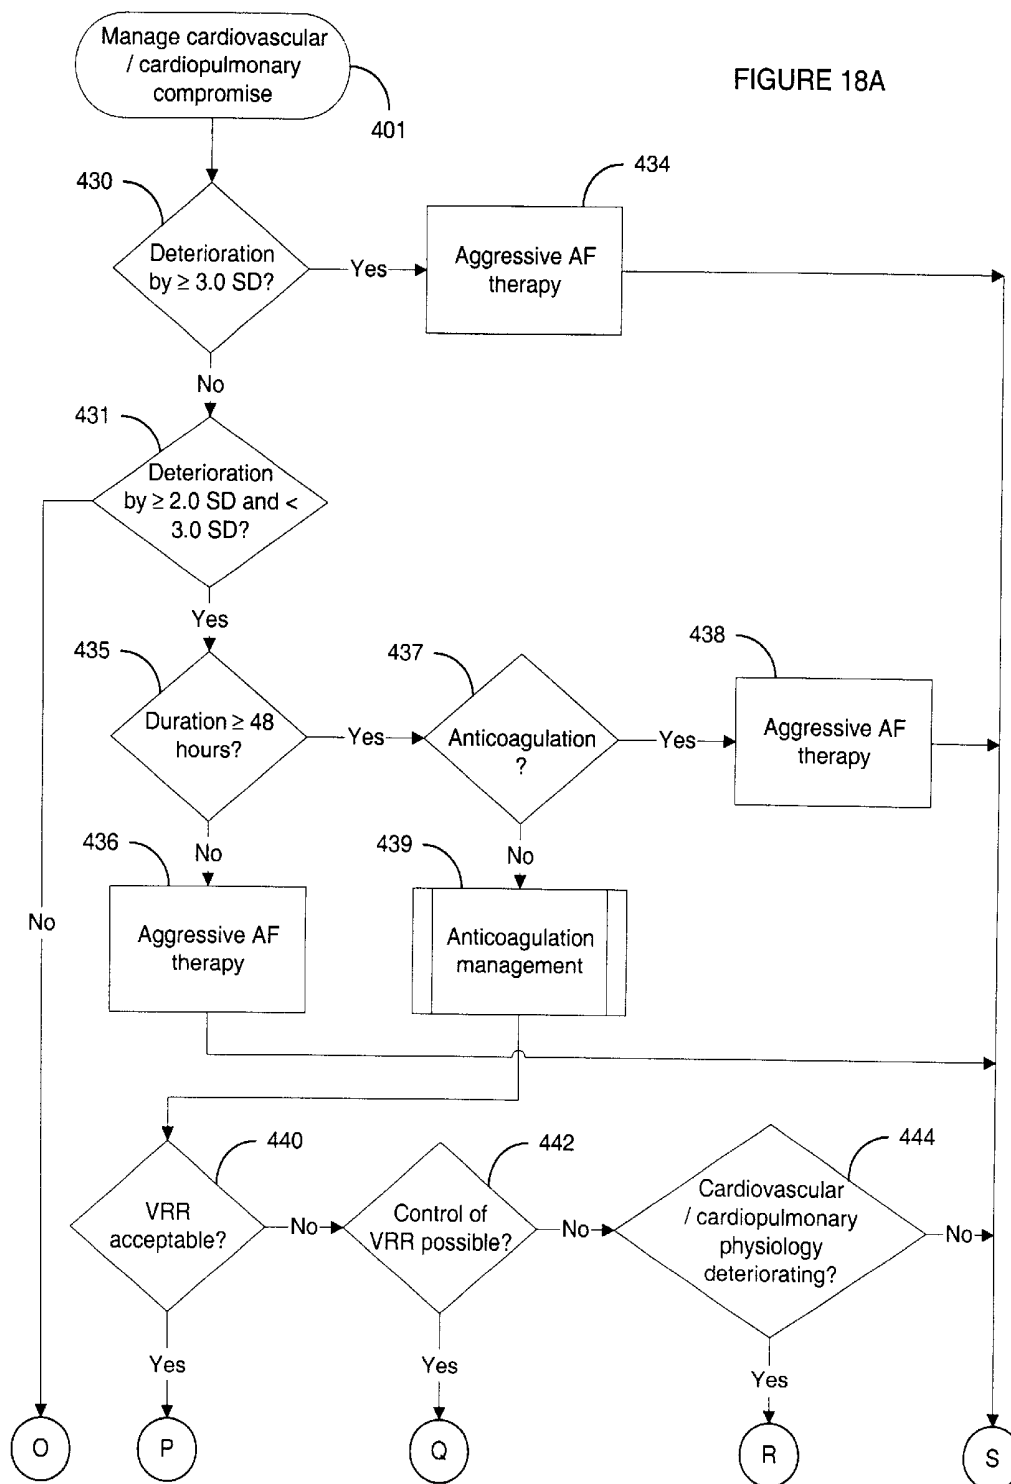 Manage cardiovascular
/ cardiopulmonary
compromise
FIGURE 18A
401
430
434
Deterioration
by ≥ 3.0 SD?
Yes
Aggressive AF
therapy
No
431
Deterioration
by ≥ 2.0 SD and <
3.0 SD?
Yes
435
437
438
Duration ≥ 48
hours?
Yes
Anticoagulation
?
Yes
Aggressive AF
therapy
No
436
No
439
No
Aggressive AF
therapy
Anticoagulation
management
440
442
444
VRR
acceptable?
No
Control of
VRR possible?
No
Cardiovascular
/ cardiopulmonary
physiology
deteriorating?
No
Yes
Yes
Yes
O
P
Q
R
S